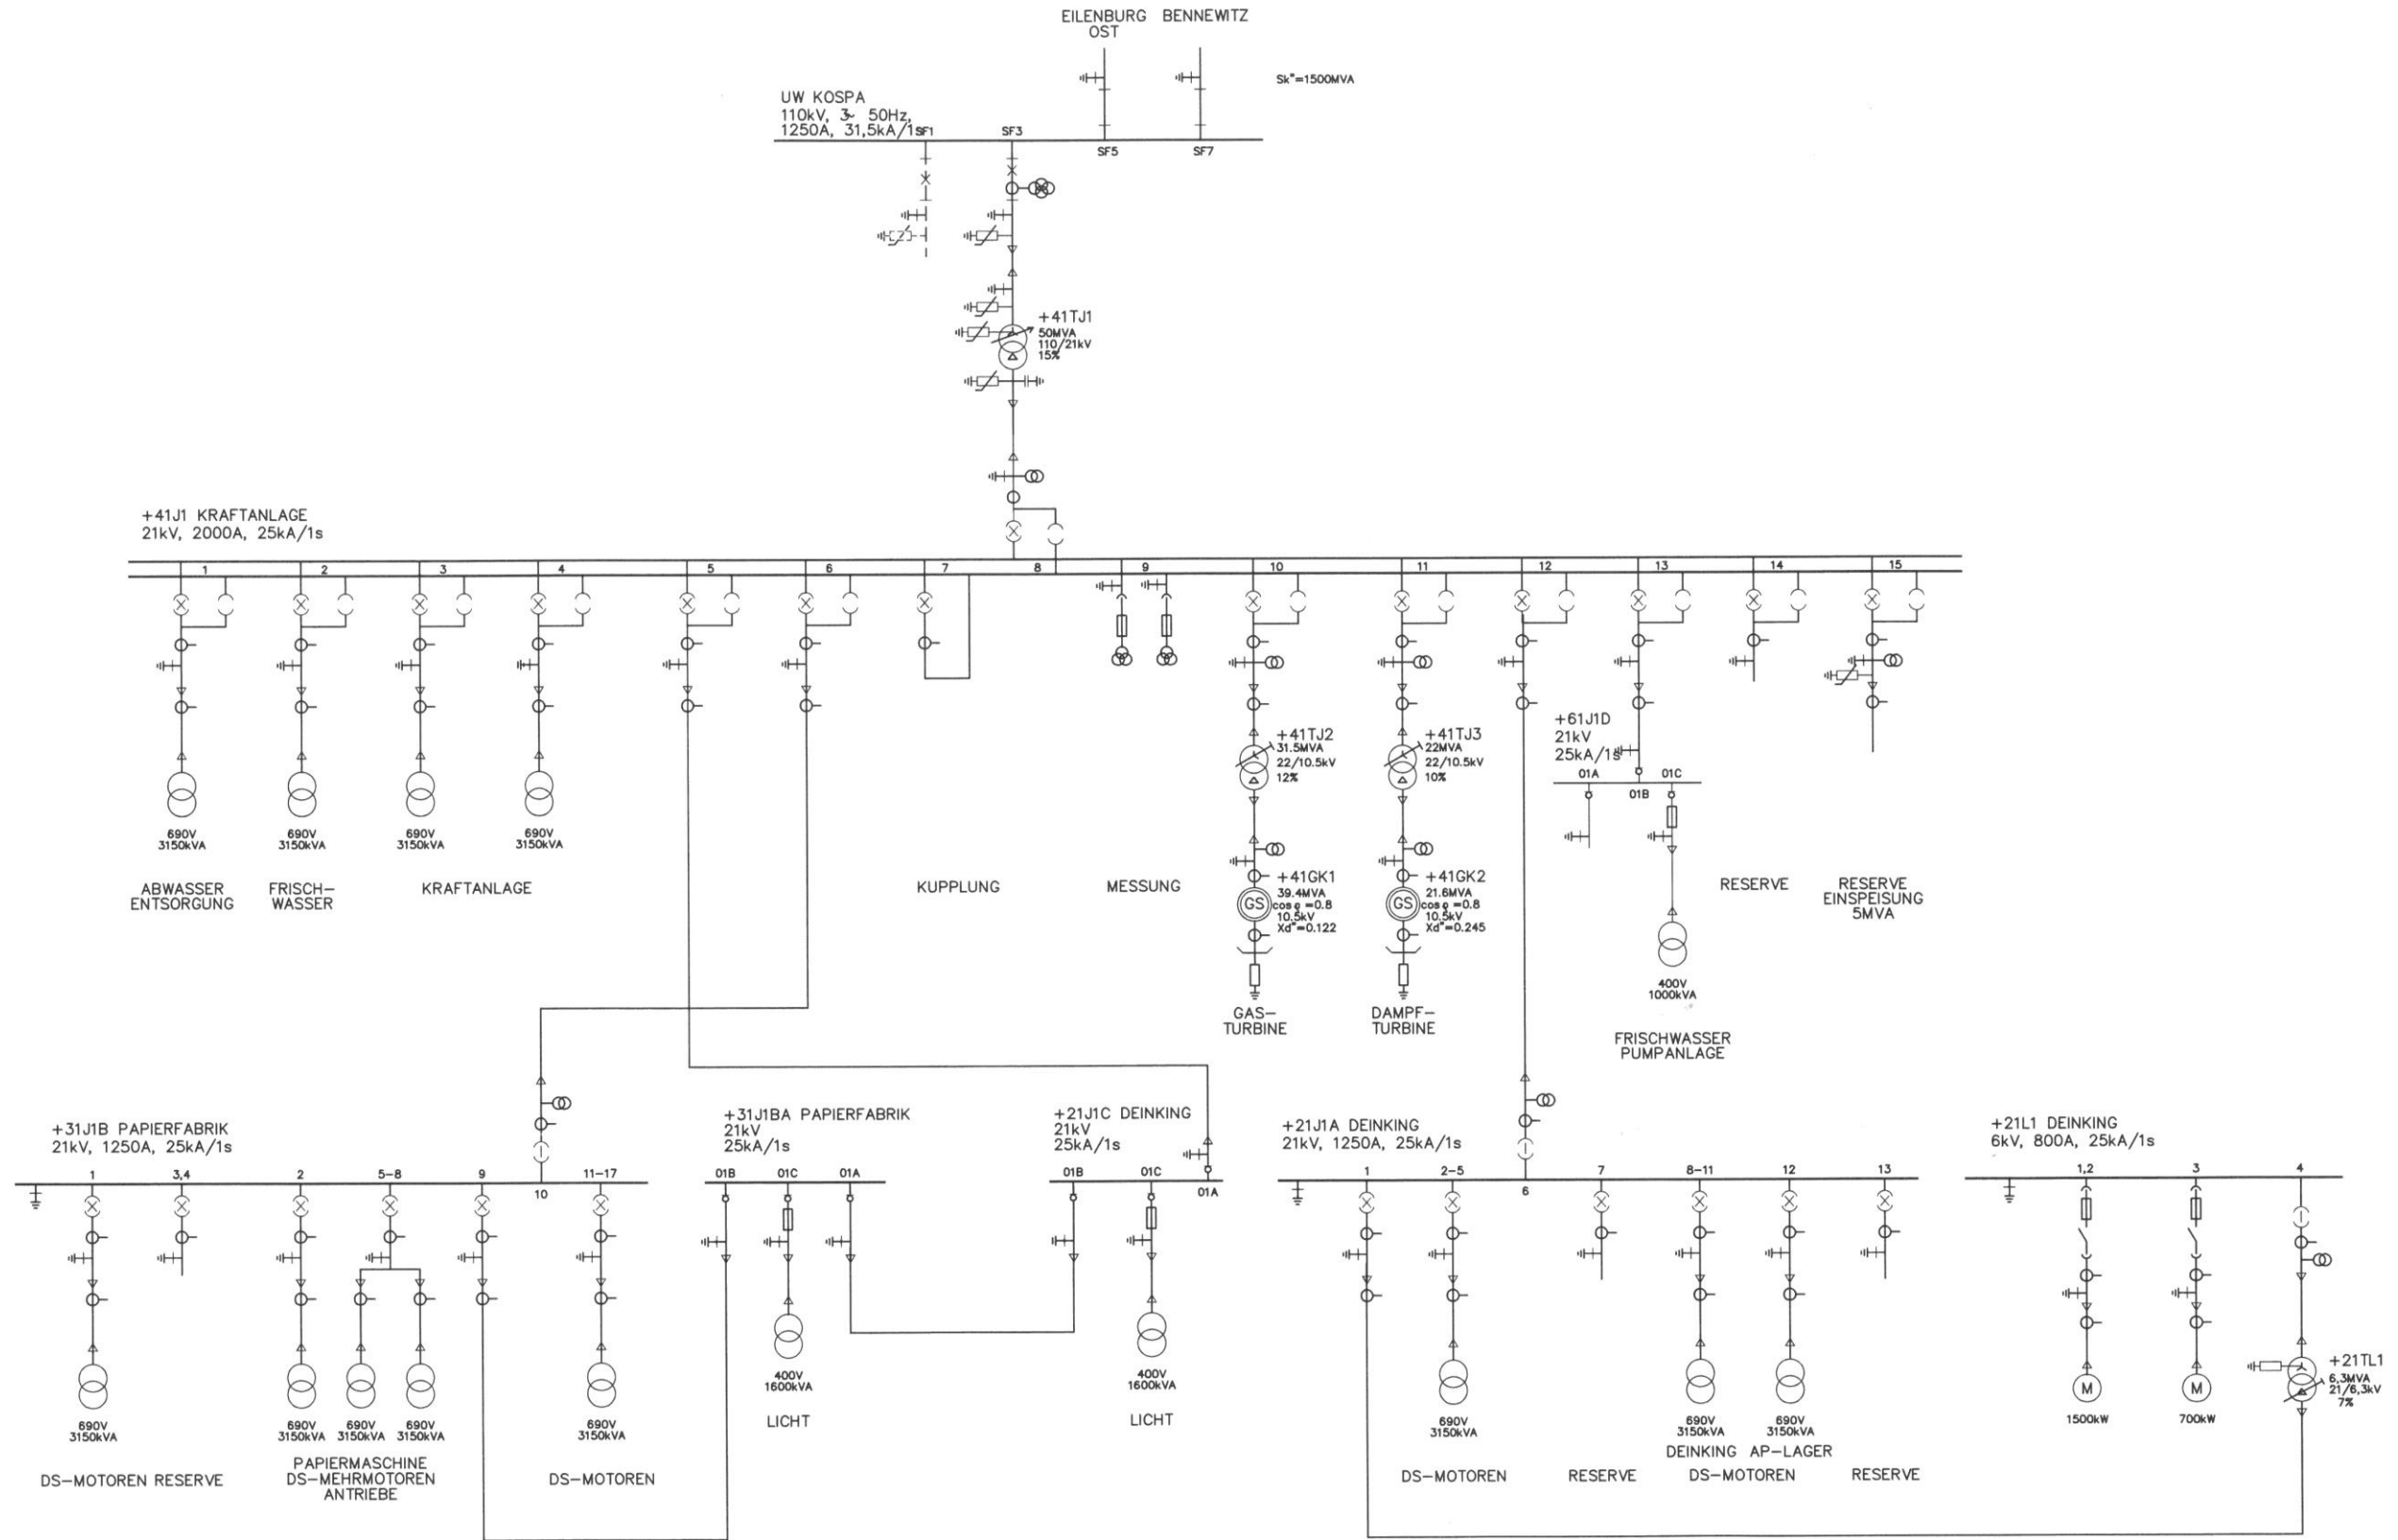 EILENBURG OST
BENNEWITZ
Sk"=1500MVA
UW KOSPA
110kV, 3~ 50Hz,
1250A, 31,5kA/1s
SF1
SF3
SF5
SF7
+41TJ1
50MVA
110/21kV
15%
+41J1 KRAFTANLAGE
21kV, 2000A, 25kA/1s
1 2 3 4 5 6 7 8 9 10 11 12 13 14 15
690V
3150kVA
690V
3150kVA
690V
3150kVA
690V
3150kVA
ABWASSER
ENTSORGUNG
FRISCH-
WASSER
KRAFTANLAGE
KUPPLUNG
MESSUNG
+41TJ2
31.5MVA
22/10.5kV
12%
+41GK1
39.4MVA
GS
cos φ =0.8
10.5kV
Xd"=0.122
GAS-
TURBINE
+41TJ3
22MVA
22/10.5kV
10%
+41GK2
21.6MVA
GS
cos φ =0.8
10.5kV
Xd"=0.245
DAMPF-
TURBINE
+61J1D
21kV
25kA/1s
01A
01B
01C
400V
1000kVA
FRISCHWASSER
PUMPANLAGE
RESERVE
RESERVE
EINSPEISUNG
5MVA
+31J1B PAPIERFABRIK
21kV, 1250A, 25kA/1s
1 3,4 2 5-8 9 10 11-17
690V
3150kVA
690V
3150kVA
690V
3150kVA
690V
3150kVA
690V
3150kVA
DS-MOTOREN RESERVE
PAPIERMASCHINE
DS-MEHRMOTOREN
ANTRIEBE
DS-MOTOREN
+31J1BA PAPIERFABRIK
21kV
25kA/1s
01B 01C 01A
400V
1600kVA
LICHT
+21J1C DEINKING
21kV
25kA/1s
01B 01C 01A
400V
1600kVA
LICHT
+21J1A DEINKING
21kV, 1250A, 25kA/1s
1 2-5 6 7 8-11 12 13
690V
3150kVA
690V
3150kVA
690V
3150kVA
DS-MOTOREN
RESERVE
DEINKING AP-LAGER
DS-MOTOREN
RESERVE
+21L1 DEINKING
6kV, 800A, 25kA/1s
1,2 3 4
M
1500kW
M
700kW
+21TL1
6,3MVA
21/6,3kV
7%